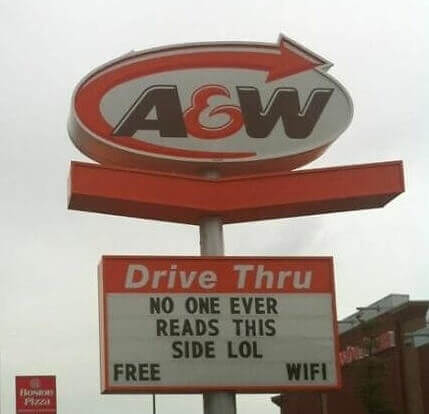 A&W
Drive Thru
NO ONE EVER
READS THIS
SIDE LOL
FREE WIFI
BOSTON
PIZZA